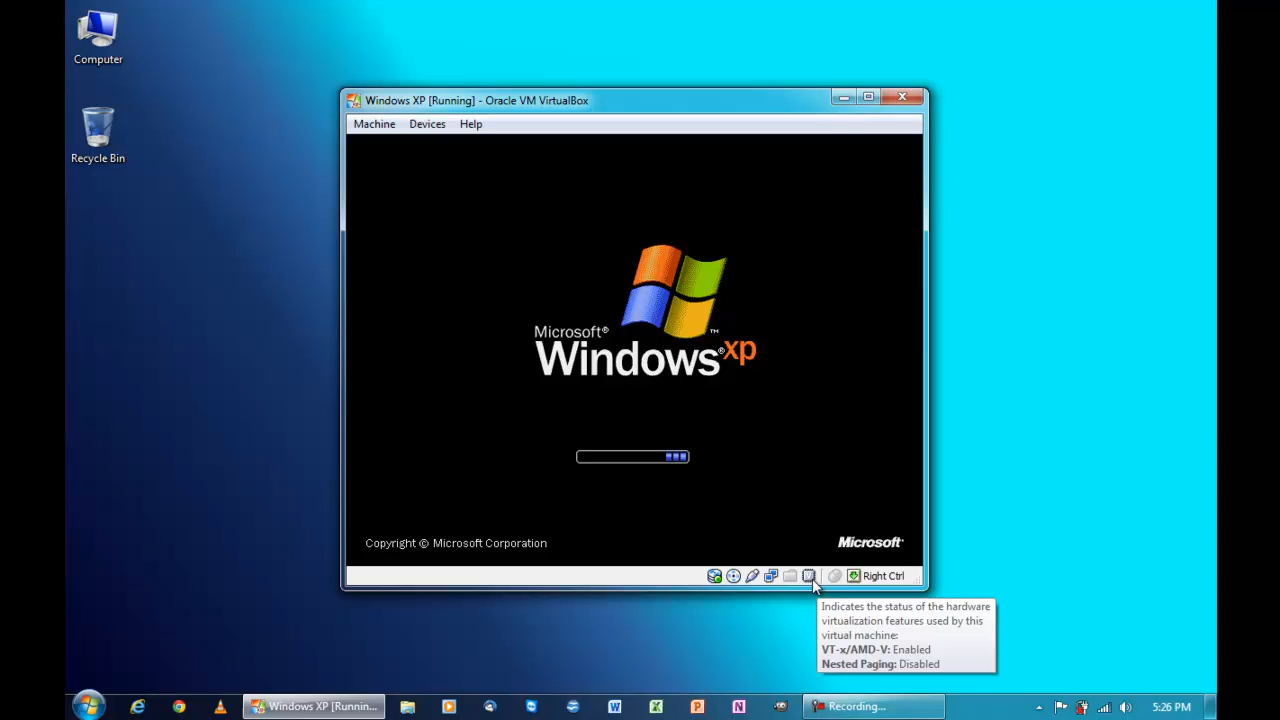 Computer
Recycle Bin
Windows XP [Running] - Oracle VM VirtualBox
Machine Devices Help
Microsoft®
Windows® xp ™
Copyright © Microsoft Corporation
Microsoft®
Right Ctrl
Indicates the status of the hardware
virtualization features used by this
virtual machine:
VT-x/AMD-V: Enabled
Nested Paging: Disabled
Windows XP [Runnin...
Recording...
5:26 PM